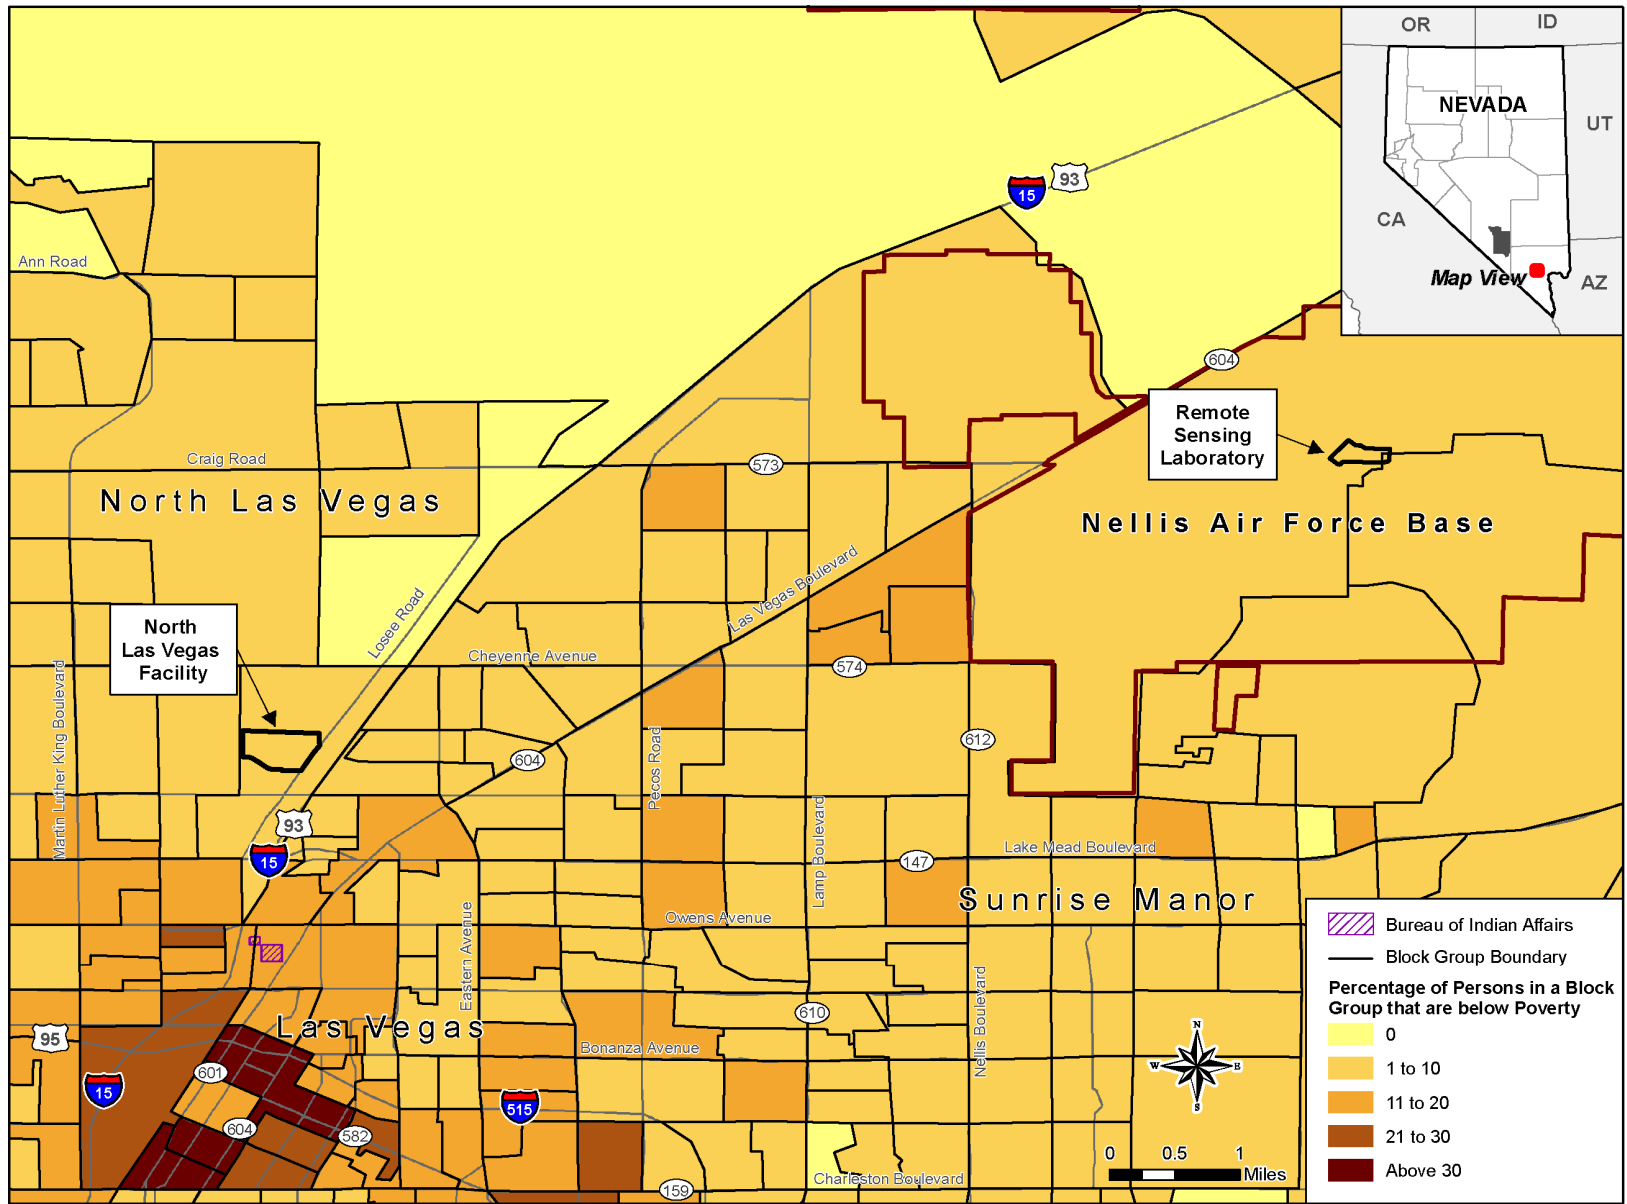 OR
ID
NEVADA
UT
CA
Map View
AZ
93
15
Ann Road
604
Remote
Sensing
Laboratory
Craig Road
573
North Las Vegas
Nellis Air Force Base
Las Vegas Boulevard
Losee Road
North
Las Vegas
Facility
Cheyenne Avenue
574
Martin Luther King Boulevard
Pecos Road
612
604
93
15
Lamp Boulevard
147
Lake Mead Boulevard
Sunrise Manor
Owens Avenue
Eastern Avenue
Nellis Boulevard
Las Vegas
610
95
Bonanza Avenue
601
15
515
604
582
Charleston Boulevard
159
N
W
E
S
0 0.5 1
Miles
Bureau of Indian Affairs
Block Group Boundary
Percentage of Persons in a Block
Group that are below Poverty
0
1 to 10
11 to 20
21 to 30
Above 30